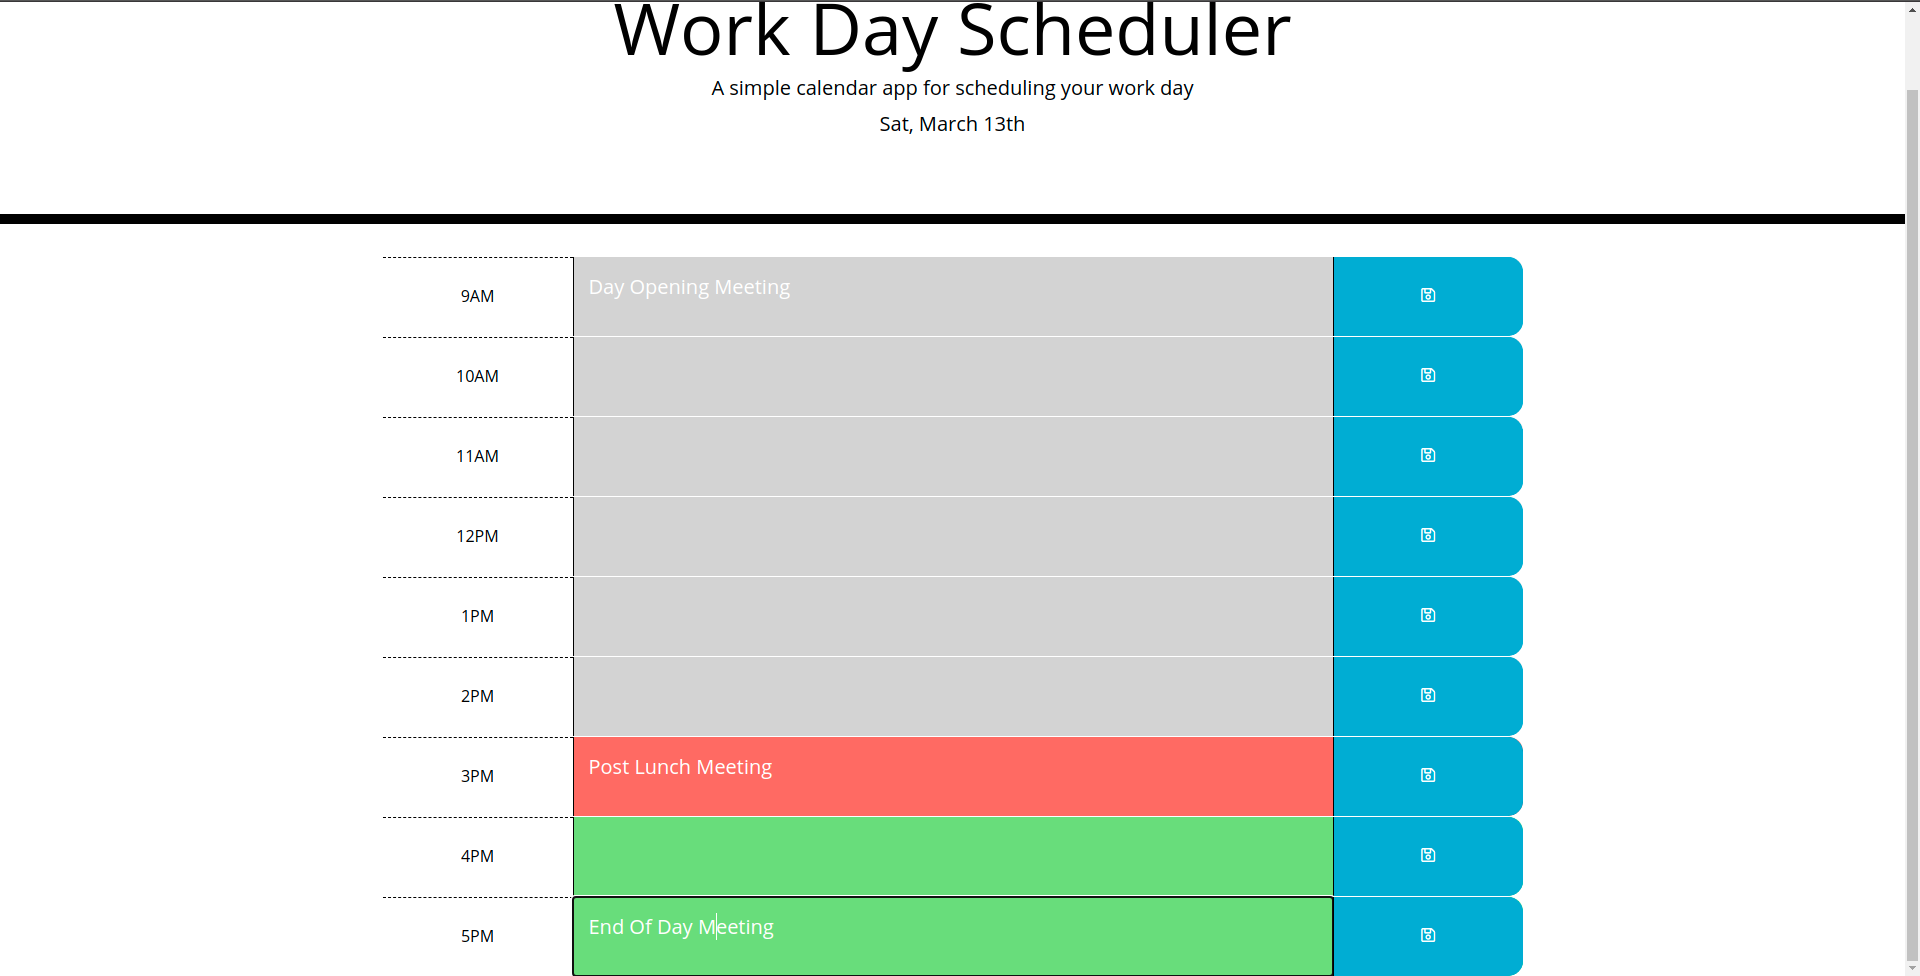 Work Day Scheduler
A simple calendar app for scheduling your work day
Sat, March 13th
9AM Day Opening Meeting
10AM
11AM
12PM
1PM
2PM
3PM Post Lunch Meeting
4PM
5PM End Of Day Meeting